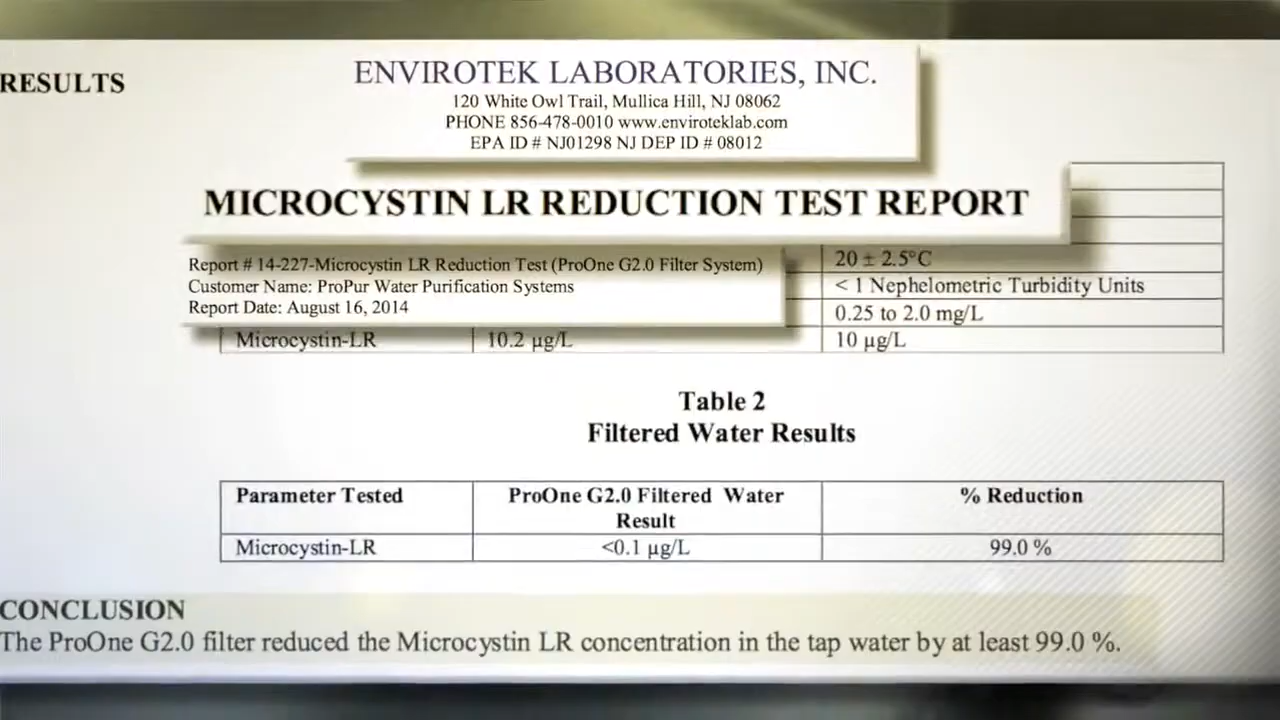 RESULTS
ENVIROTEK LABORATORIES, INC.
120 White Owl Trail, Mullica Hill, NJ 08062
PHONE 856-478-0010 www.enviroteklab.com
EPA ID # NJ01298 NJ DEP ID # 08012
MICROCYSTIN LR REDUCTION TEST REPORT
Report # 14-227-Microcystin LR Reduction Test (ProOne G2.0 Filter System)
Customer Name: ProPur Water Purification Systems
Report Date: August 16, 2014
20 ± 2.5°C
< 1 Nephelometric Turbidity Units
0.25 to 2.0 mg/L
Microcystin-LR 10.2 µg/L 10 µg/L
Table 2
Filtered Water Results
Parameter Tested ProOne G2.0 Filtered Water % Reduction
Result
Microcystin-LR <0.1 µg/L 99.0 %
CONCLUSION
The ProOne G2.0 filter reduced the Microcystin LR concentration in the tap water by at least 99.0 %.